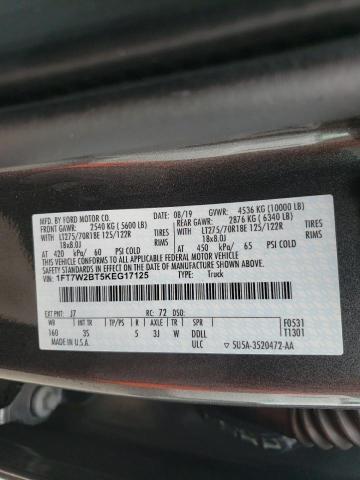 MFD. BY FORD MOTOR CO.
DATE: 08/19 GVWR: 4536 KG (10000 LB)
FRONT GAWR: 2540 KG (5600 LB) REAR GAWR: 2876 KG (6340 LB)
LT275/70R18E 125/122R TIRES LT275/70R18E 125/122R TIRES
18x8.0J RIMS 18x8.0J RIMS
AT 420 kPa/ 60 PSI COLD AT 450 kPa/ 65 PSI COLD
THIS VEHICLE CONFORMS TO ALL APPLICABLE FEDERAL MOTOR VEHICLE
SAFETY STANDARDS IN EFFECT ON THE DATE OF MANUFACTURE SHOWN ABOVE.
VIN: 1FT7W2BT5KEG17125 TYPE: Truck
EXT PNT: J7 RC: 72 DSO:
WB INT TR TP/PS R AXLE TR SPR F0531
160 3S 5 3J W DDLL T1301
MADE IN U.S.A. ULC 5U5A-3520472-AA